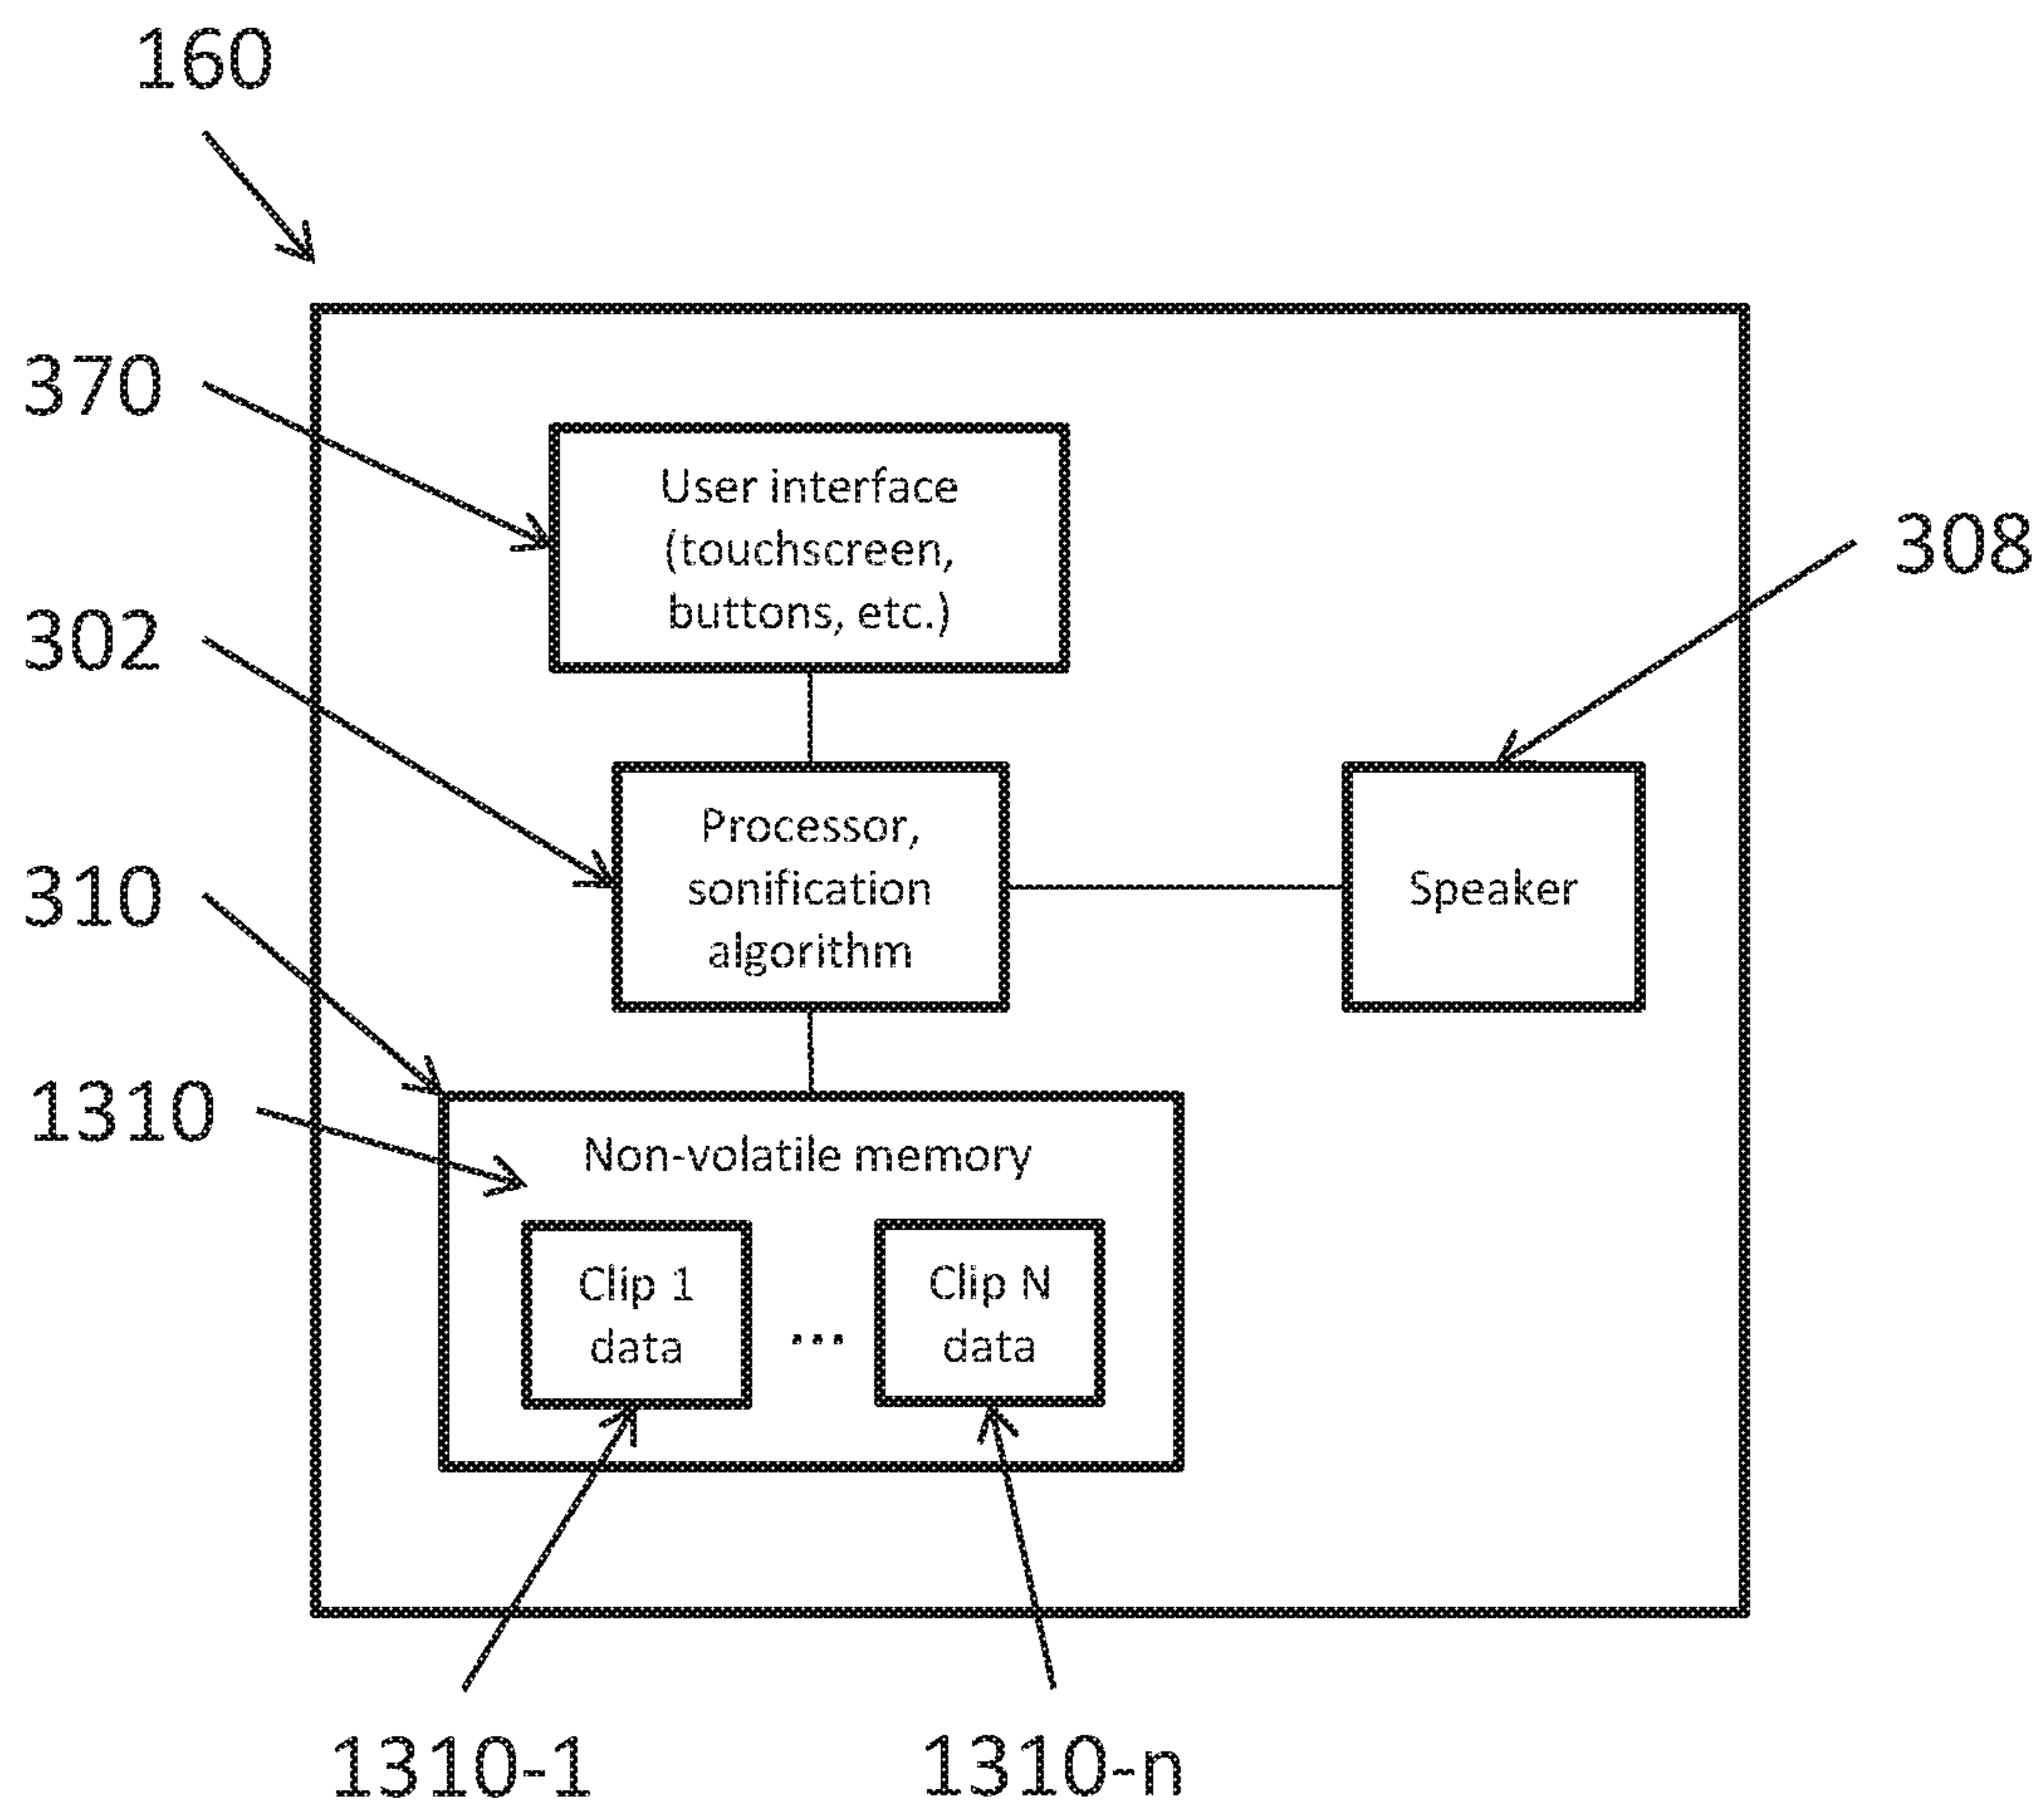 160
370
User interface
(touchscreen,
buttons, etc.)
308
302
Processor,
sonification
algorithm
Speaker
310
1310
Non-volatile memory
Clip 1
data
...
Clip N
data
1310-1
1310-n